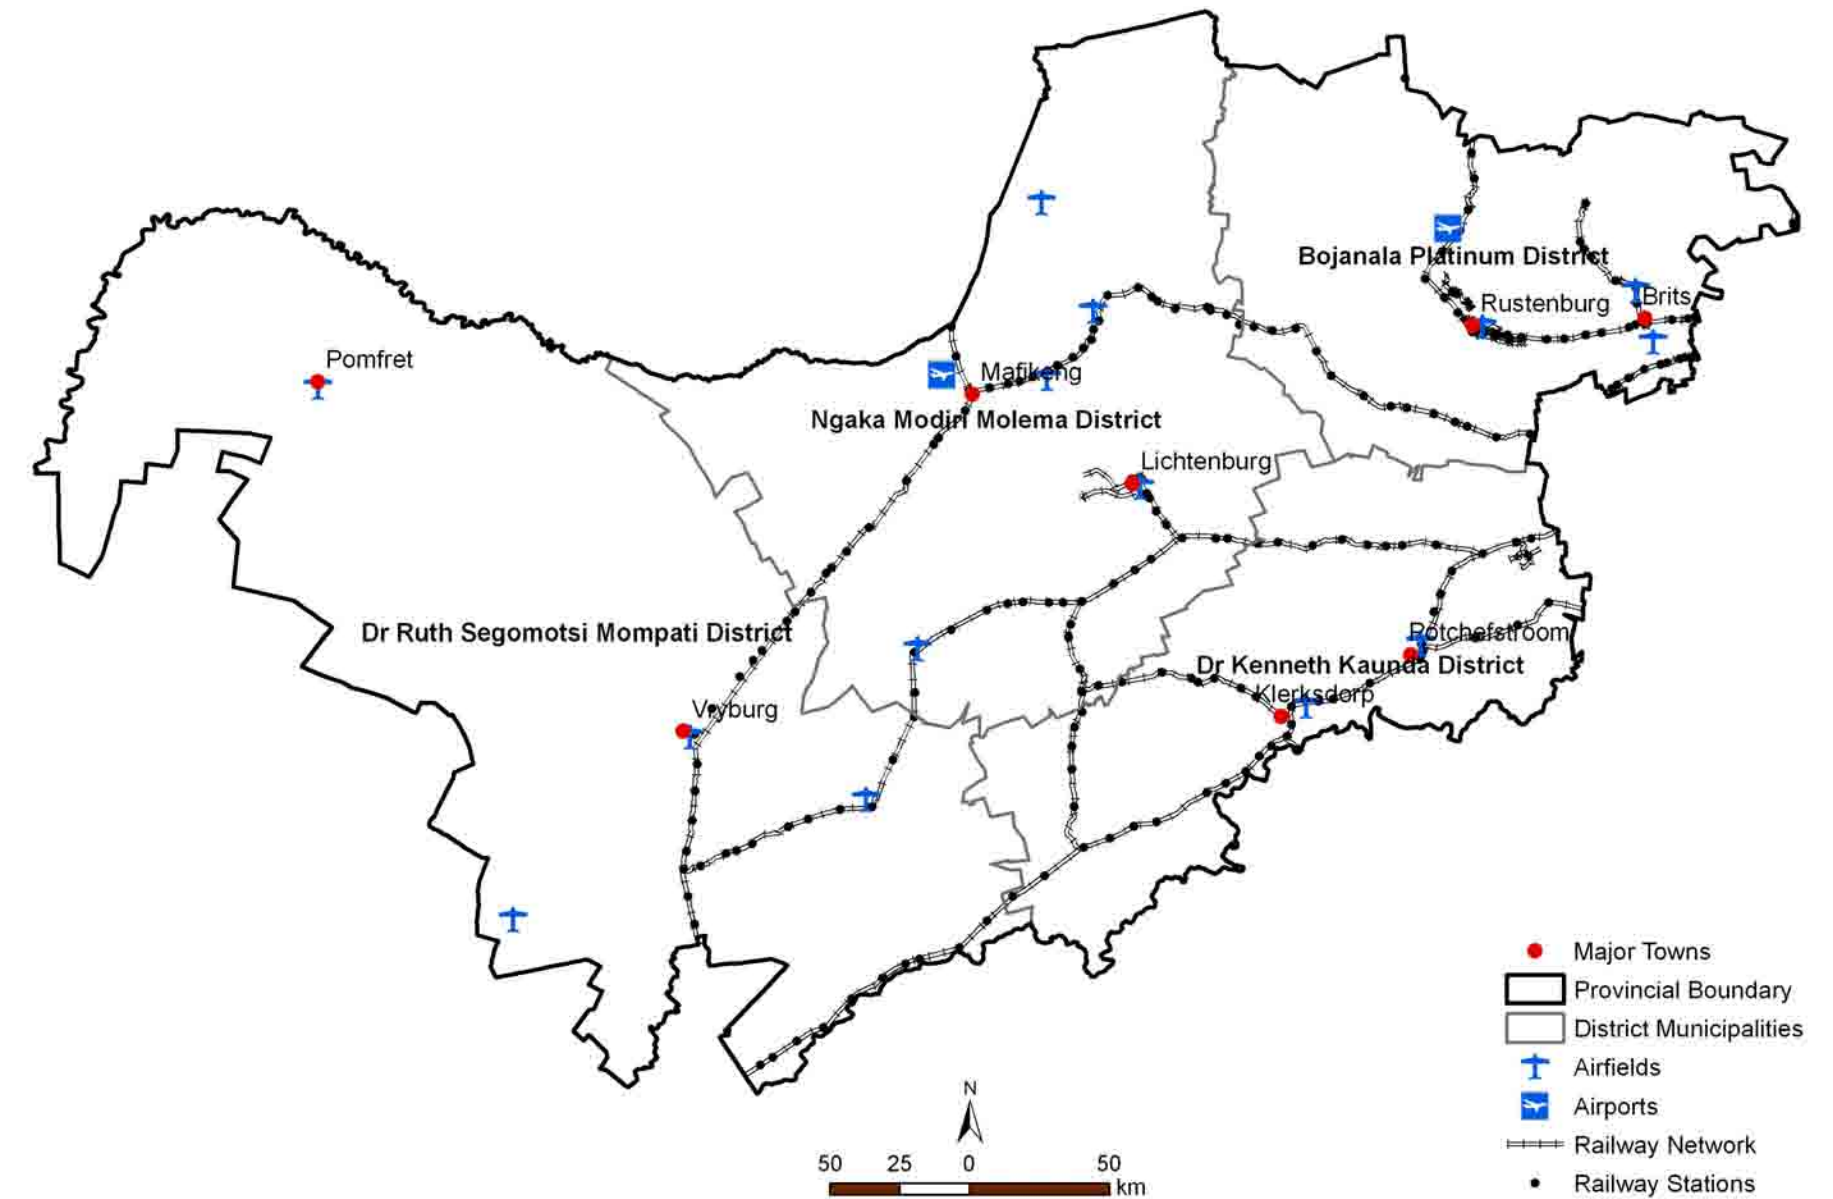 Bojanala Platinum District
Rustenburg
Brits
Pomfret
Mafikeng
Ngaka Modiri Molema District
Lichtenburg
Dr Ruth Segomotsi Mompati District
Potchefstroom
Dr Kenneth Kaunda District
Klerksdorp
Vryburg
Major Towns
Provincial Boundary
District Municipalities
Airfields
Airports
Railway Network
Railway Stations
N
50 25 0 50
km